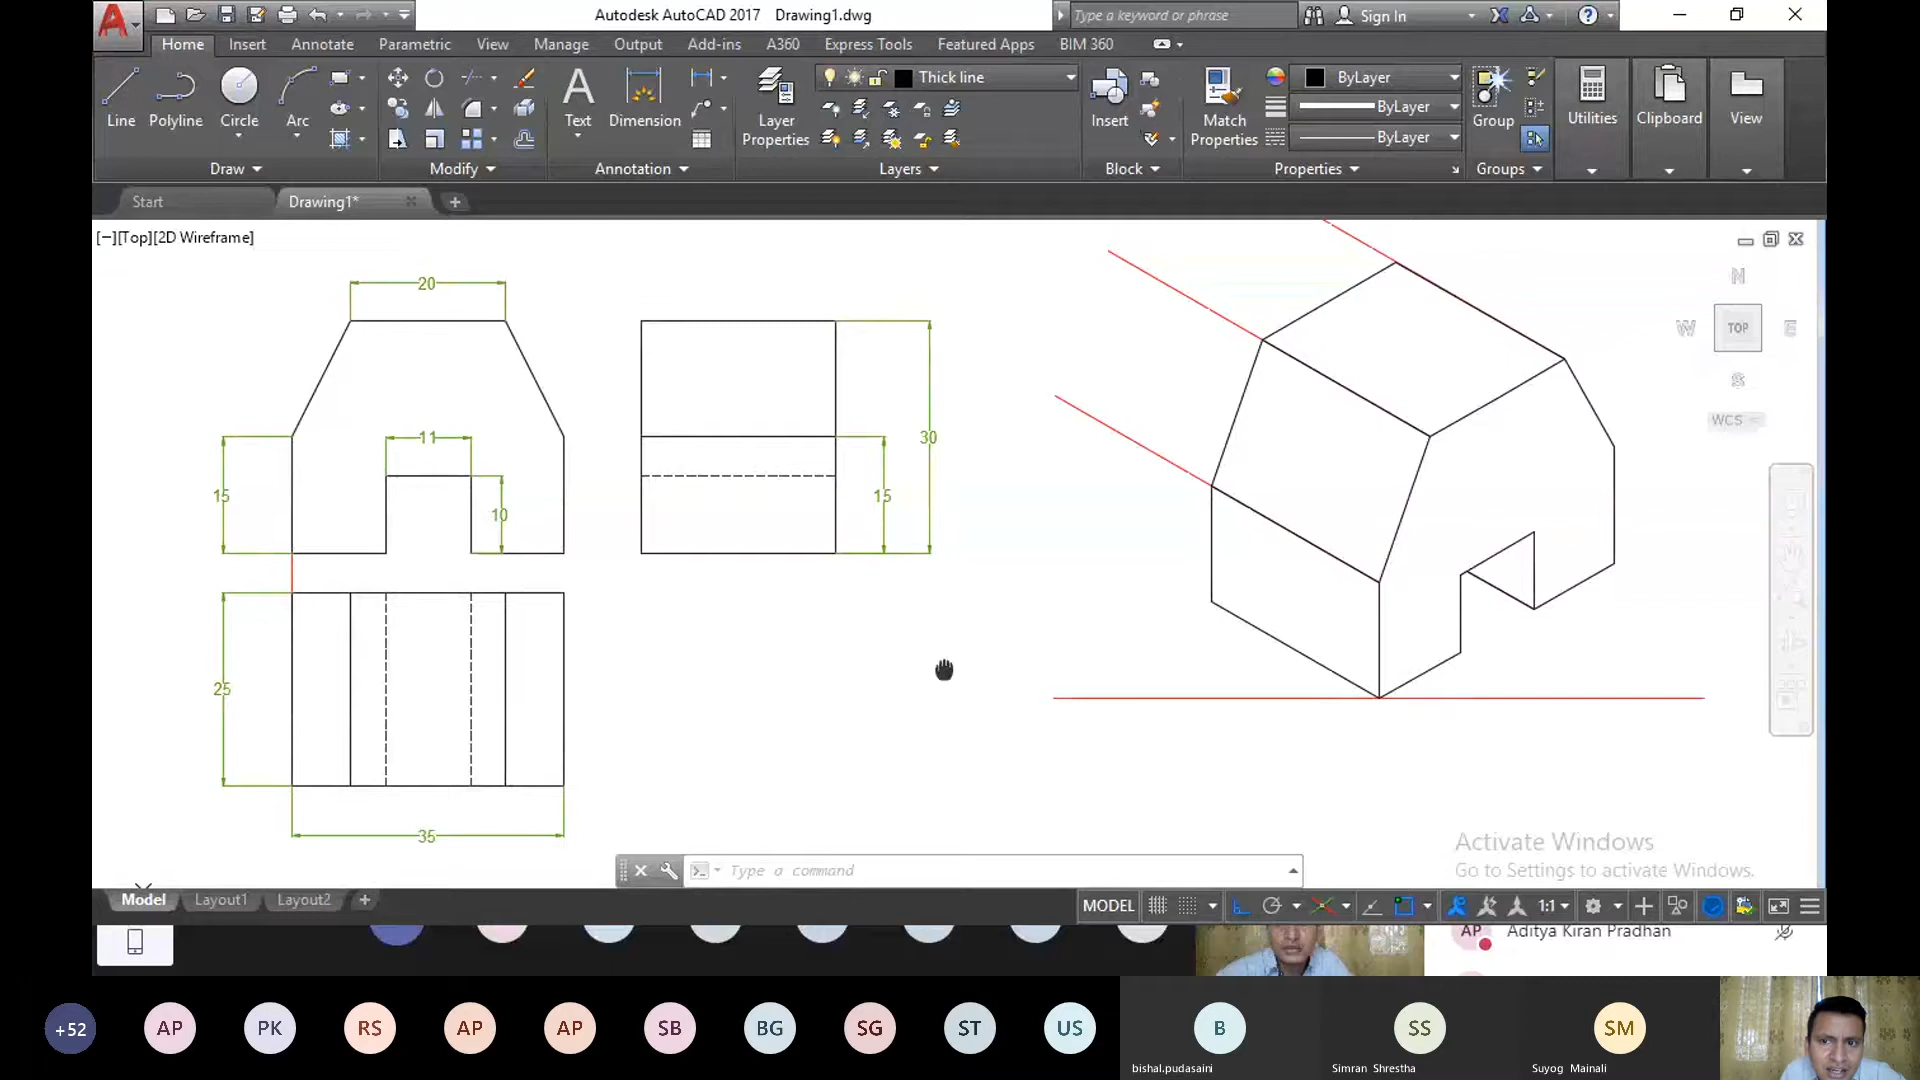 Autodesk AutoCAD 2017 Drawing1.dwg
Type a keyword or phrase
Sign In
Home Insert Annotate Parametric View Manage Output Add-ins A360 Express Tools Featured Apps BIM 360
Line Polyline Circle Arc
Text Dimension
Layer Properties
Thick line
Insert
Match Properties
ByLayer
ByLayer
ByLayer
Group
Utilities
Clipboard
View
Draw
Modify
Annotation
Layers
Block
Properties
Groups
Start
Drawing1*
[−][Top][2D Wireframe]
N
W
TOP
E
S
WCS
20
11
15
10
30
15
25
35
Activate Windows
Go to Settings to activate Windows.
Type a command
Model Layout1 Layout2
MODEL
1:1
AP Aditya Kiran Pradhan
+52 AP PK RS AP AP SB BG SG ST US B SS SM
bishal.pudasaini
Simran Shrestha
Suyog Mainali